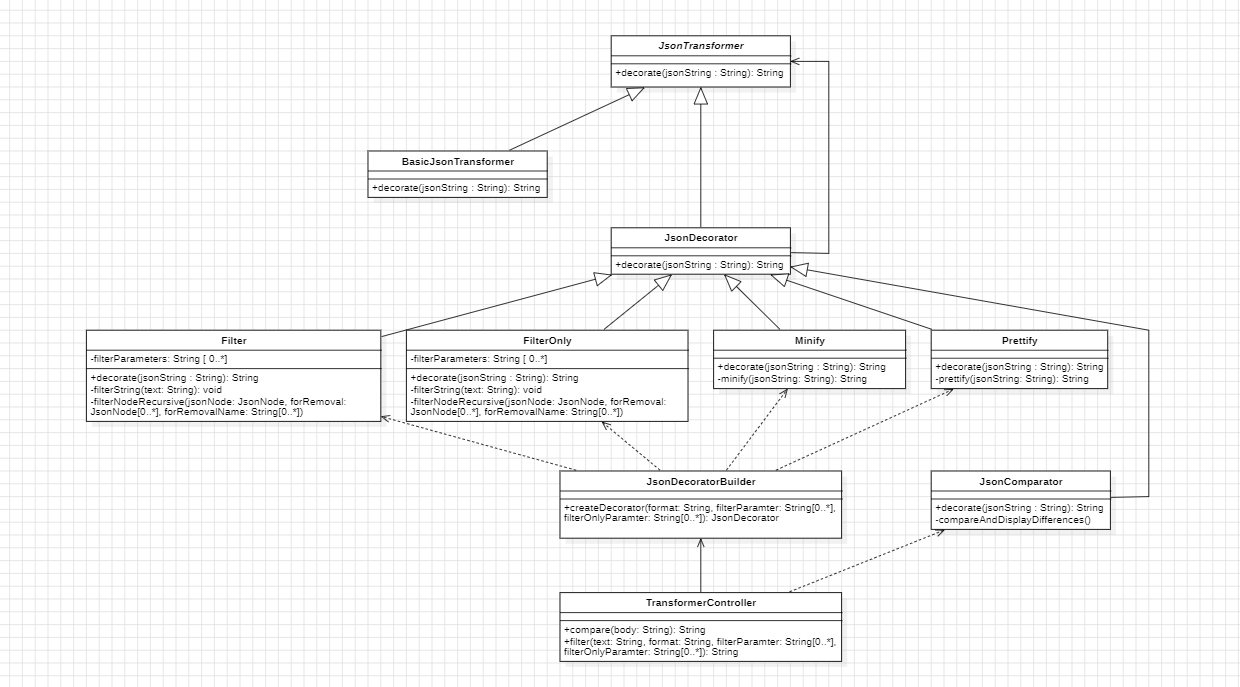 JsonTransformer
+decorate(jsonString : String): String
BasicJsonTransformer
+decorate(jsonString : String): String
JsonDecorator
+decorate(jsonString : String): String
Filter
-filterParameters: String [ 0..*]
+decorate(jsonString : String): String
-filterString(text: String): void
-filterNodeRecursive(jsonNode: JsonNode, forRemoval:
JsonNode[0..*], forRemovalName: String[0..*])
FilterOnly
-filterParameters: String [ 0..*]
+decorate(jsonString : String): String
-filterString(text: String): void
-filterNodeRecursive(jsonNode: JsonNode, forRemoval:
JsonNode[0..*], forRemovalName: String[0..*])
Minify
+decorate(jsonString : String): String
-minify(jsonString: String): String
Prettify
+decorate(jsonString : String): String
-prettify(jsonString: String): String
JsonDecoratorBuilder
+createDecorator(format: String, filterParamter: String[0..*],
filterOnlyParamter: String[0..*]): JsonDecorator
JsonComparator
+decorate(jsonString : String): String
-compareAndDisplayDifferences()
TransformerController
+compare(body: String): String
+filter(text: String, format: String, filterParamter: String[0..*],
filterOnlyParamter: String[0..*]): String